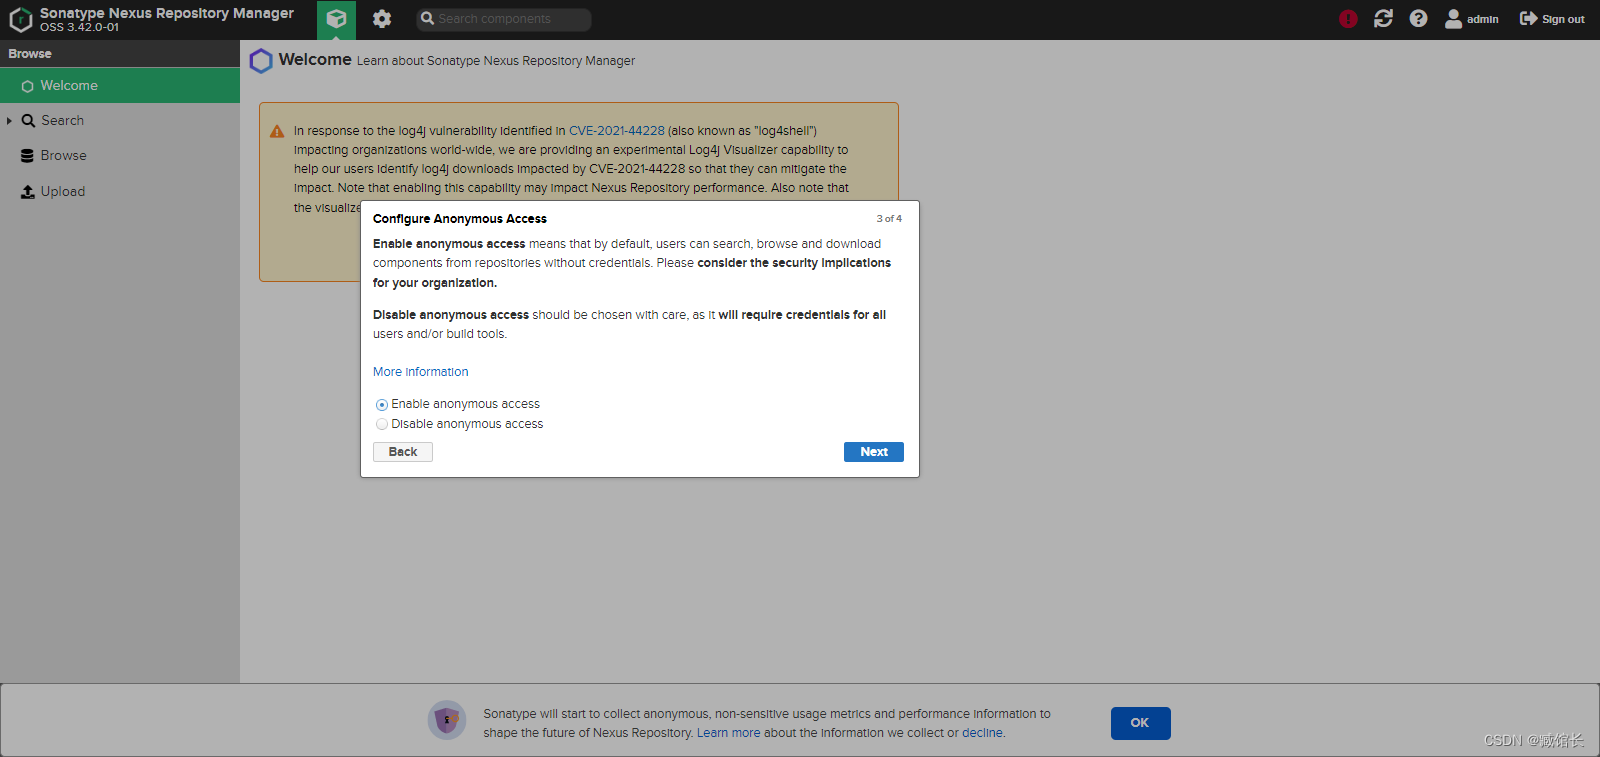 Sonatype Nexus Repository Manager
OSS 3.42.0-01
Search components
admin
Sign out
Browse
Welcome
Search
Browse
Upload
Welcome Learn about Sonatype Nexus Repository Manager
In response to the log4j vulnerability identified in CVE-2021-44228 (also known as "log4shell")
impacting organizations world-wide, we are providing an experimental Log4j Visualizer capability to
help our users identify log4j downloads impacted by CVE-2021-44228 so that they can mitigate the
impact. Note that enabling this capability may impact Nexus Repository performance. Also note that
the visualize
Configure Anonymous Access
3 of 4
Enable anonymous access means that by default, users can search, browse and download
components from repositories without credentials. Please consider the security implications
for your organization.
Disable anonymous access should be chosen with care, as it will require credentials for all
users and/or build tools.
More information
Enable anonymous access
Disable anonymous access
Back
Next
Sonatype will start to collect anonymous, non-sensitive usage metrics and performance information to
shape the future of Nexus Repository. Learn more about the information we collect or decline.
OK
CSDN @臧馆长